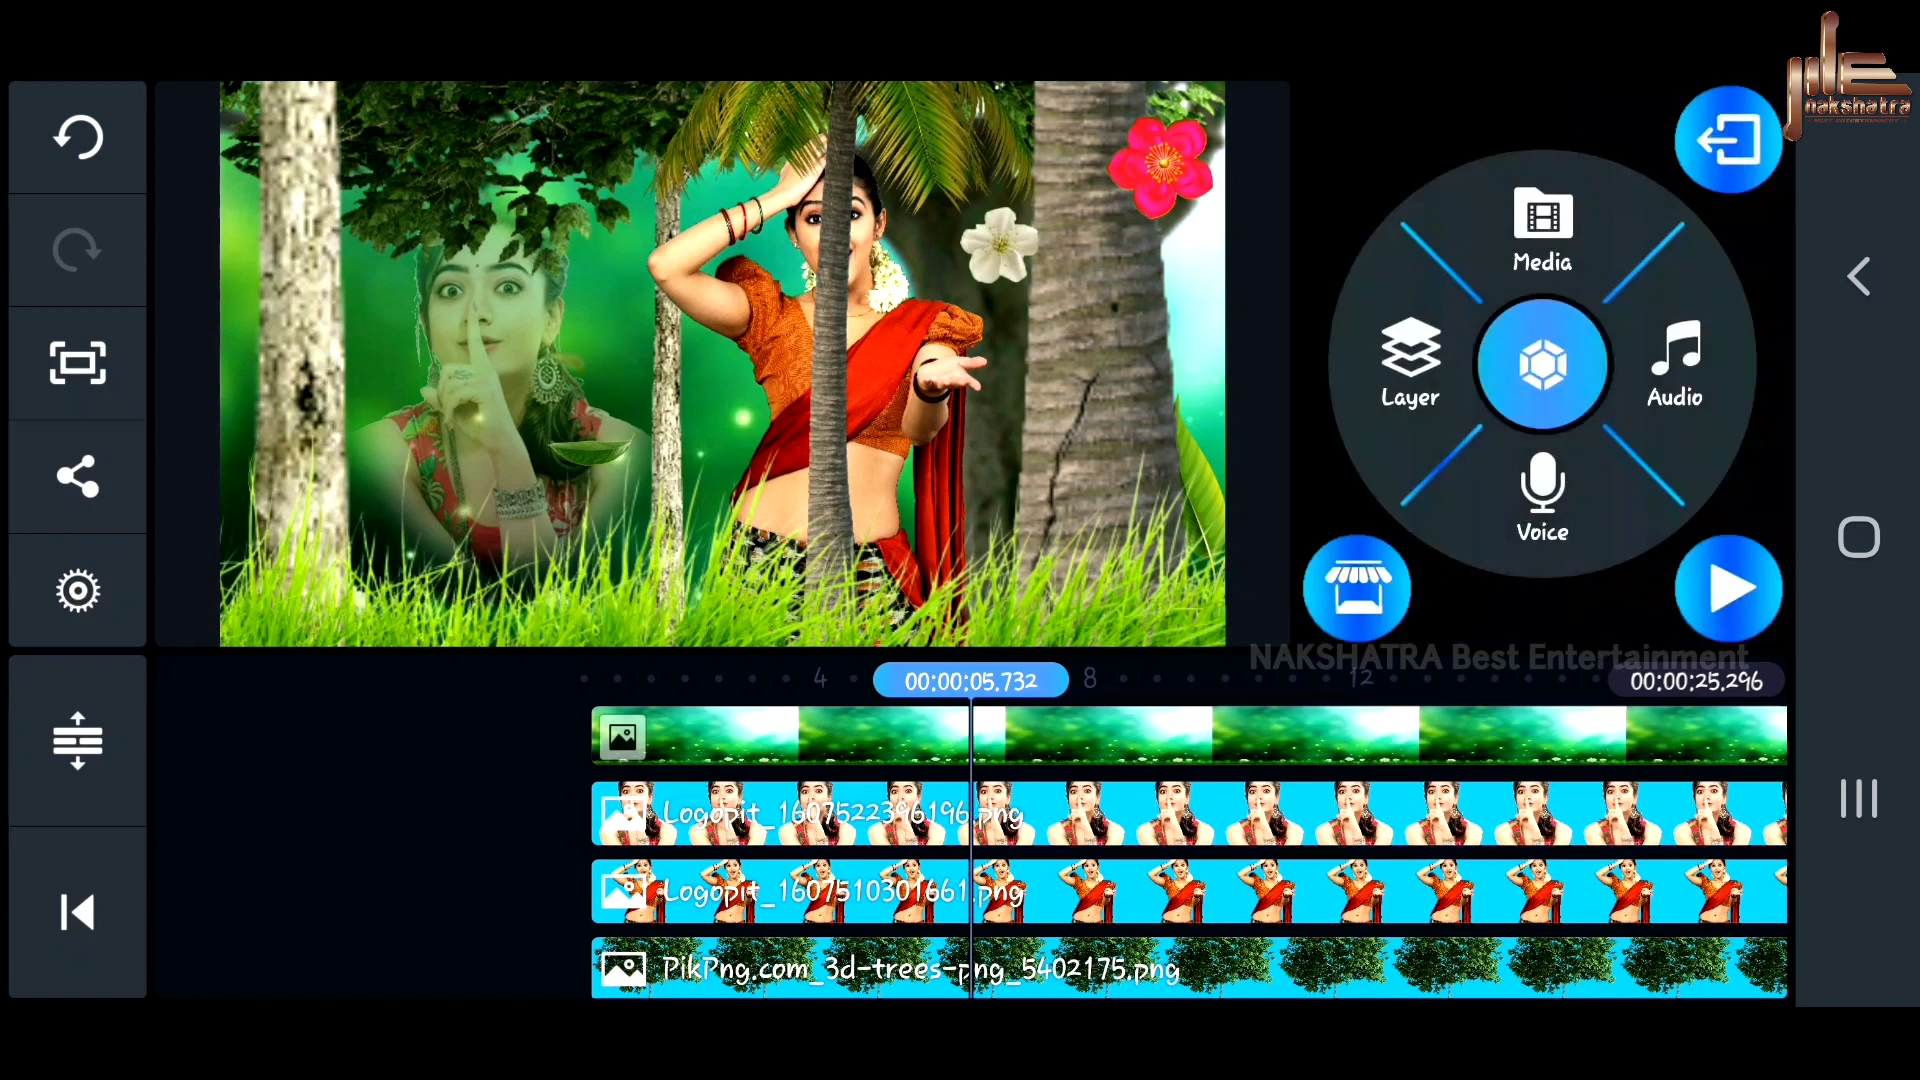 nakshatra
Media
Layer
Audio
Voice
NAKSHATRA Best Entertainment
4
00:00:05.732
8
12
00:00:25.296
Logopit_1607522396196.png
Logopit_1607510301661.png
PikPng.com_3d-trees-png_5402175.png